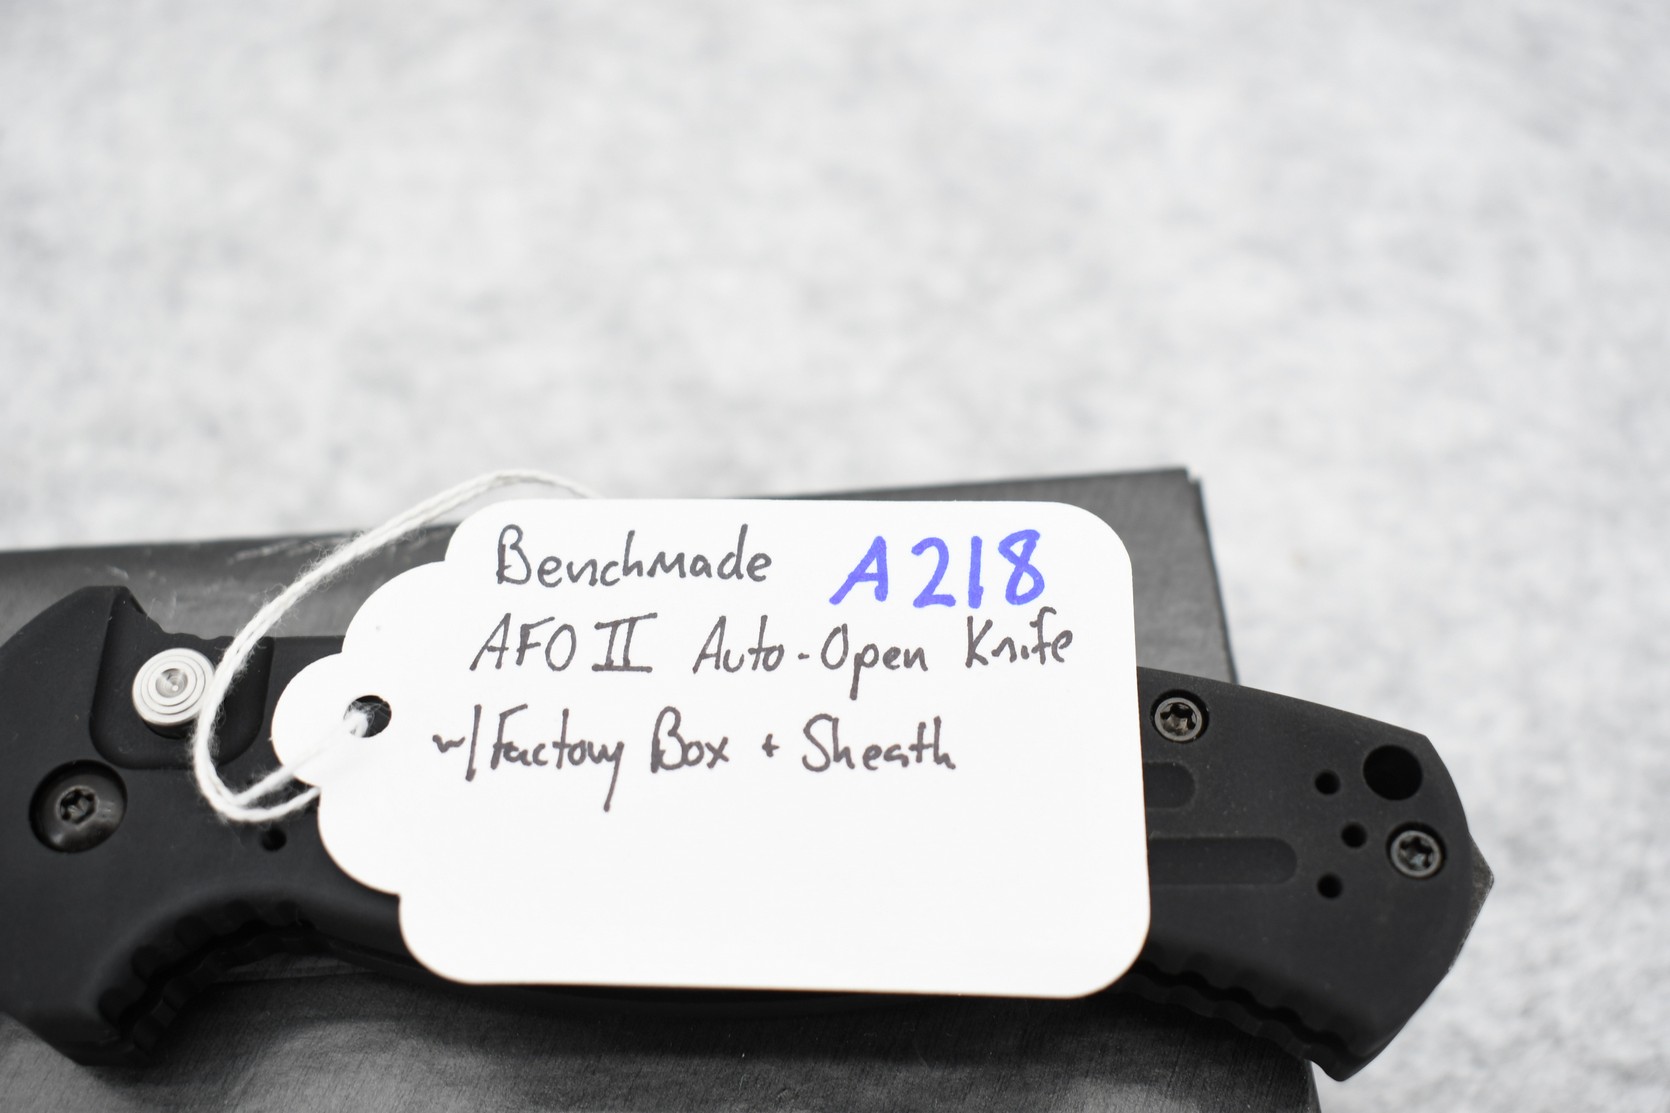 Benchmade A218
AFO II Auto-Open Knife
w/ Factory Box + Sheath